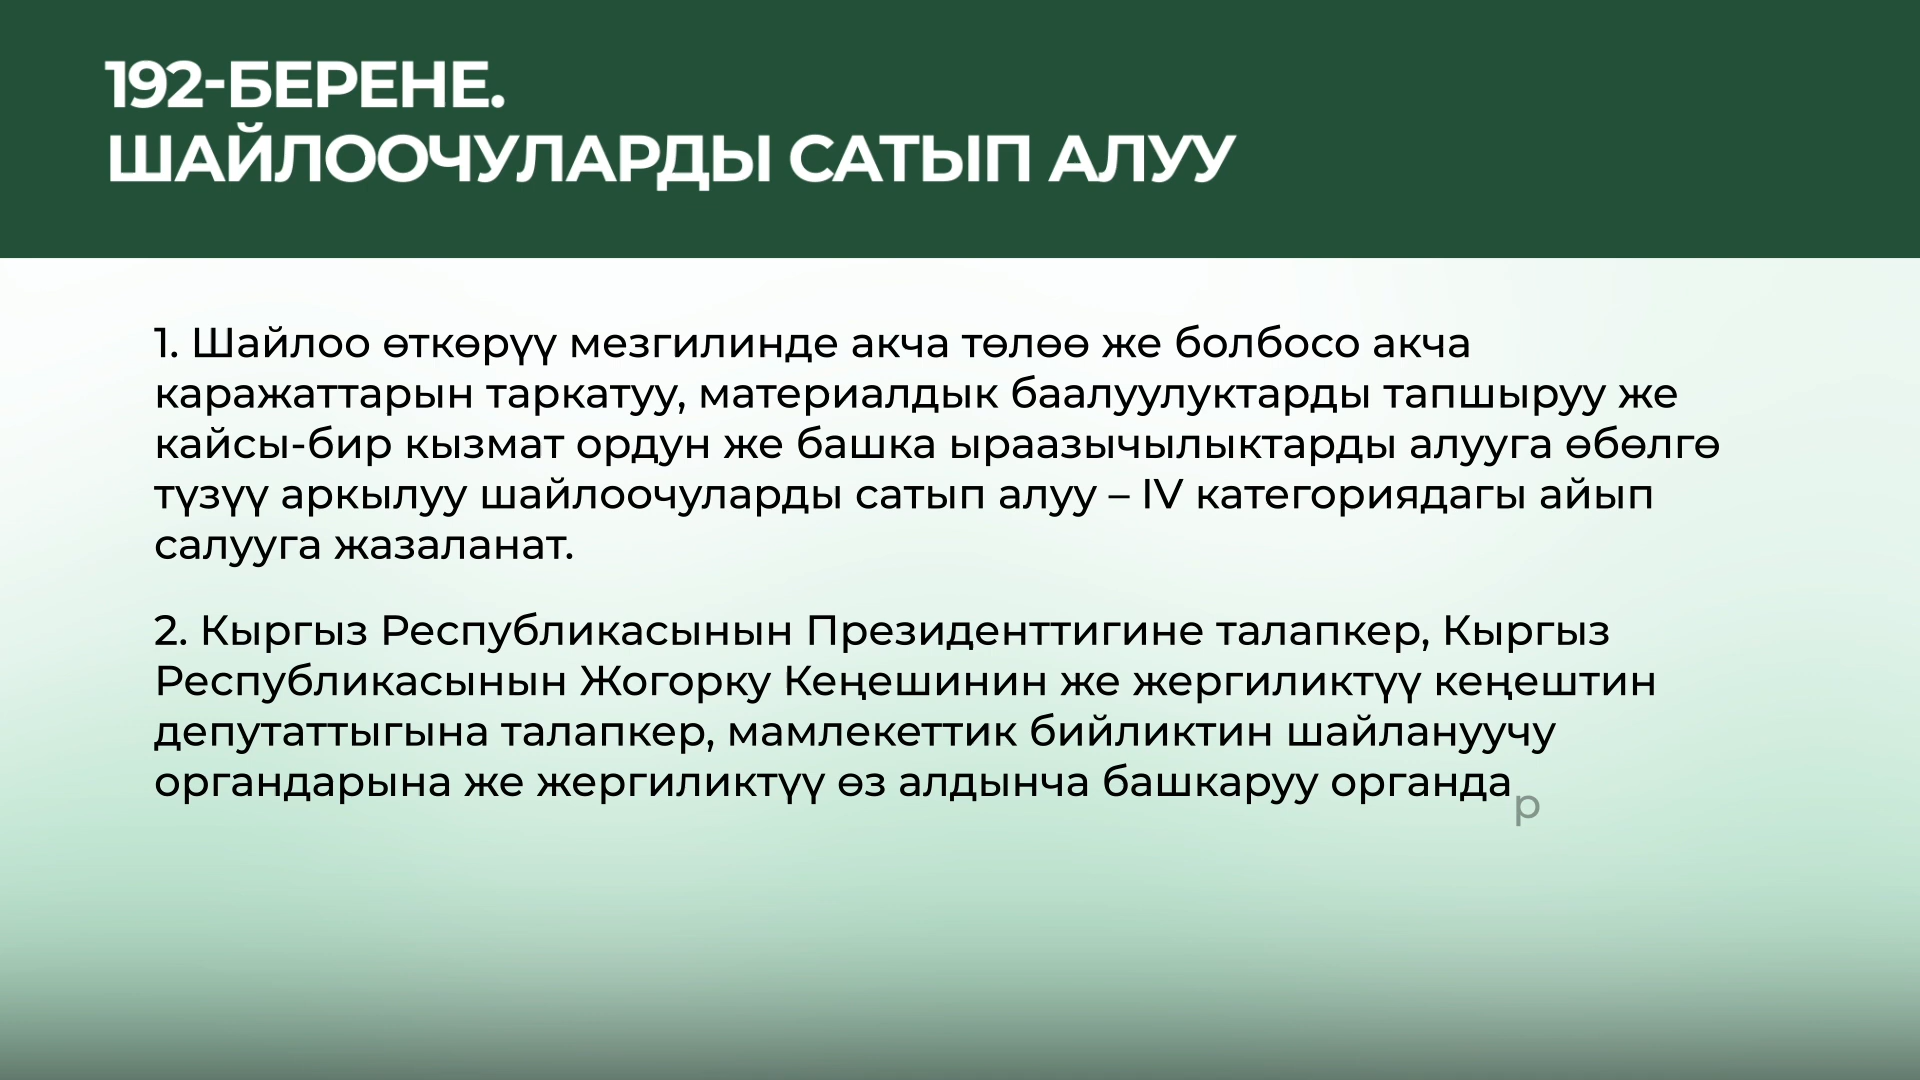 192-БЕРЕНЕ.
ШАЙЛООЧУЛАРДЫ САТЫП АЛУУ
1. Шайлоо өткөрүү мезгилинде акча төлөө же болбосо акча
каражаттарын таркатуу, материалдык баалуулуктарды тапшыруу же
кайсы-бир кызмат ордун же башка ыраазычылыктарды алууга өбөлгө
түзүү аркылуу шайлоочуларды сатып алуу – IV категориядагы айып
салууга жазаланат.
2. Кыргыз Республикасынын Президенттигине талапкер, Кыргыз
Республикасынын Жогорку Кеңешинин же жергиликтүү кеңештин
депутаттыгына талапкер, мамлекеттик бийликтин шайлануучу
органдарына же жергиликтүү өз алдынча башкаруу органдар